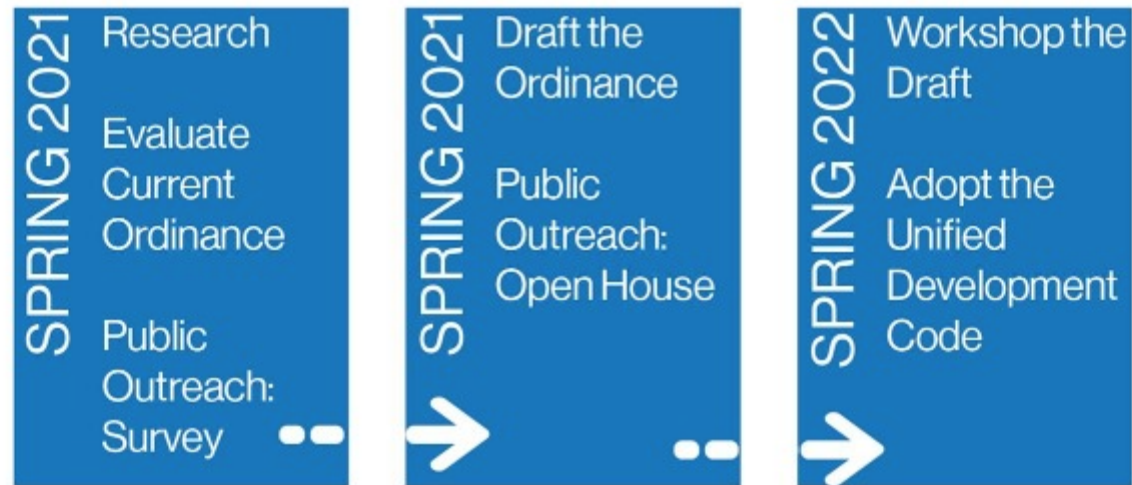 SPRING 2021
Research
Evaluate
Current
Ordinance
Public
Outreach:
Survey
SPRING 2021
Draft the
Ordinance
Public
Outreach:
Open House
SPRING 2022
Workshop the
Draft
Adopt the
Unified
Development
Code